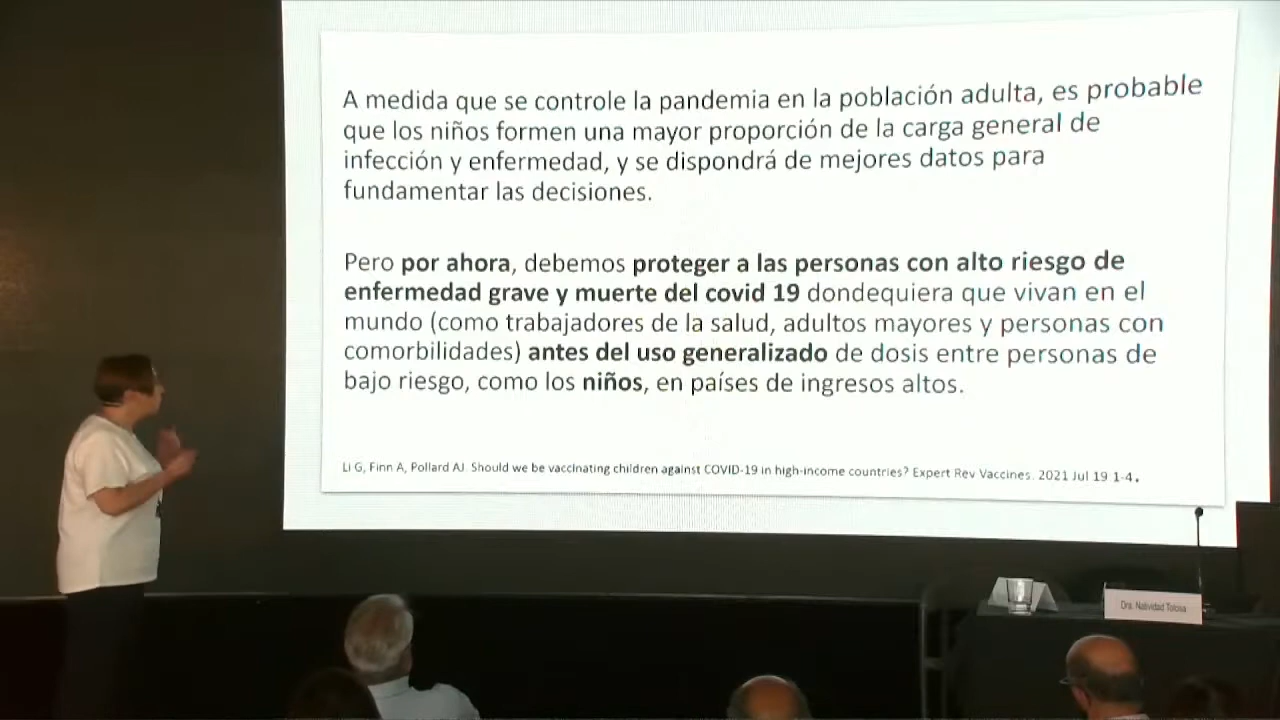 A medida que se controle la pandemia en la población adulta, es probable
que los niños formen una mayor proporción de la carga general de
infección y enfermedad, y se dispondrá de mejores datos para
fundamentar las decisiones.
Pero por ahora, debemos proteger a las personas con alto riesgo de
enfermedad grave y muerte del covid 19 dondequiera que vivan en el
mundo (como trabajadores de la salud, adultos mayores y personas con
comorbilidades) antes del uso generalizado de dosis entre personas de
bajo riesgo, como los niños, en países de ingresos altos.
Li G, Finn A, Pollard AJ. Should we be vaccinating children against COVID-19 in high-income countries? Expert Rev Vaccines. 2021 Jul 19 1-4.
Dra. Natividad Tolosa